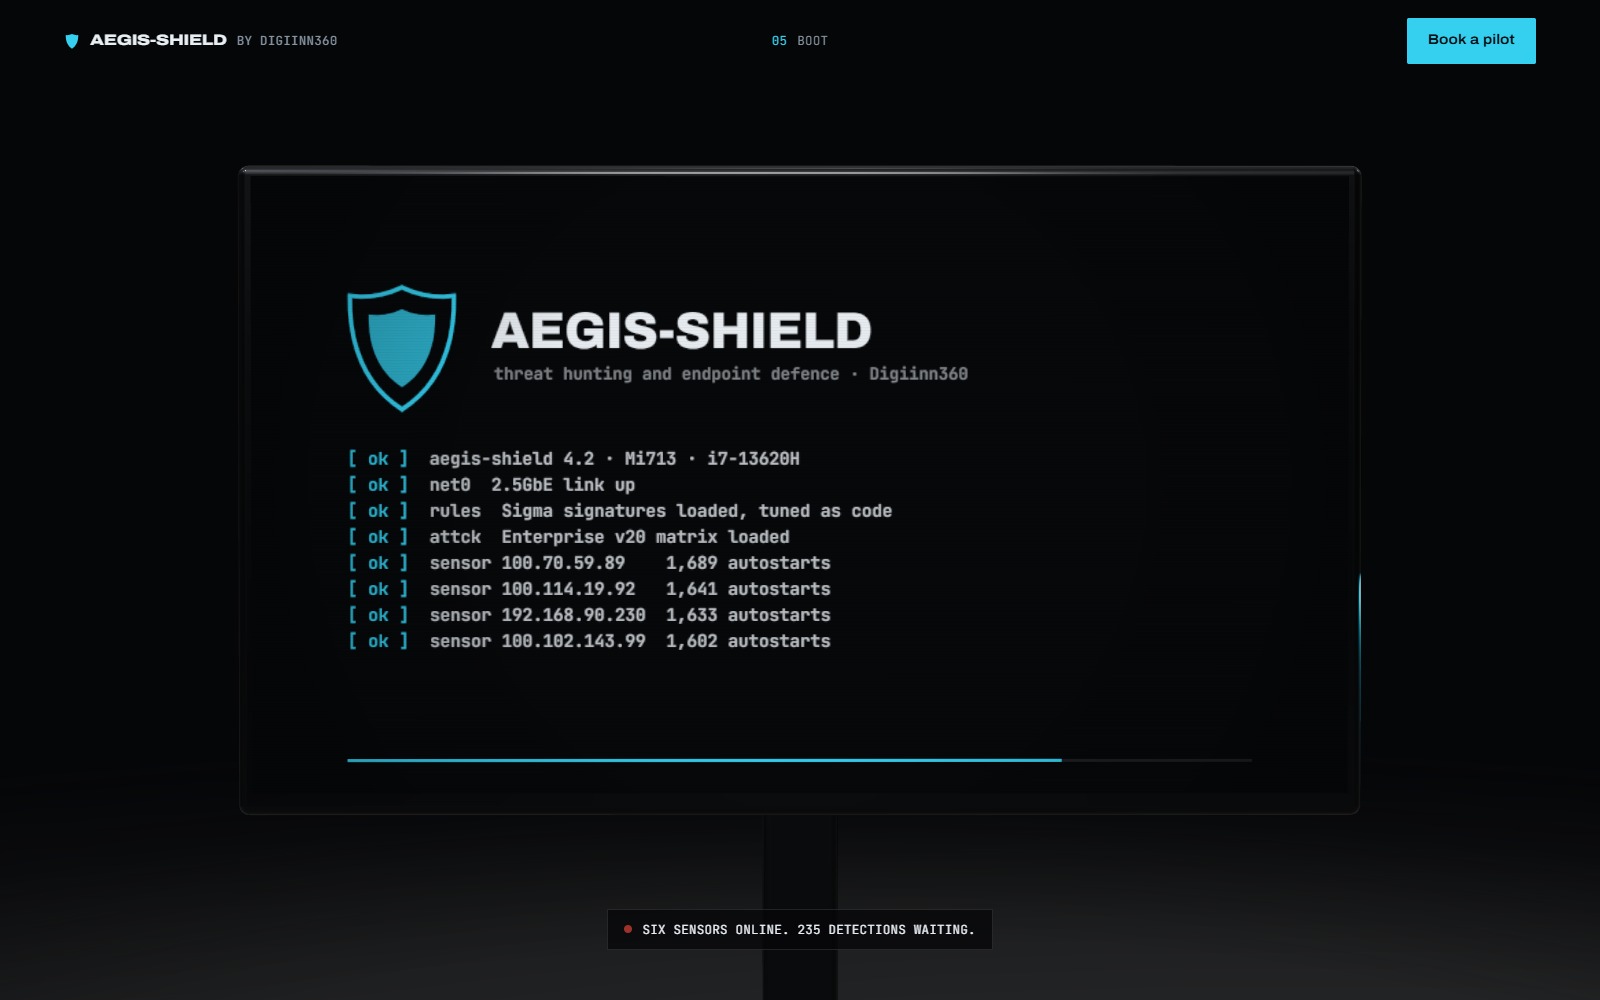 AEGIS-SHIELD BY DIGIINN360
05 BOOT
Book a pilot
AEGIS-SHIELD
threat hunting and endpoint defence · Digiinn360
[ ok ] aegis-shield 4.2 · Mi713 · i7-13620H
[ ok ] net0 2.5GbE link up
[ ok ] rules Sigma signatures loaded, tuned as code
[ ok ] attck Enterprise v20 matrix loaded
[ ok ] sensor 100.70.59.89 1,689 autostarts
[ ok ] sensor 100.114.19.92 1,641 autostarts
[ ok ] sensor 192.168.90.230 1,633 autostarts
[ ok ] sensor 100.102.143.99 1,602 autostarts
SIX SENSORS ONLINE. 235 DETECTIONS WAITING.